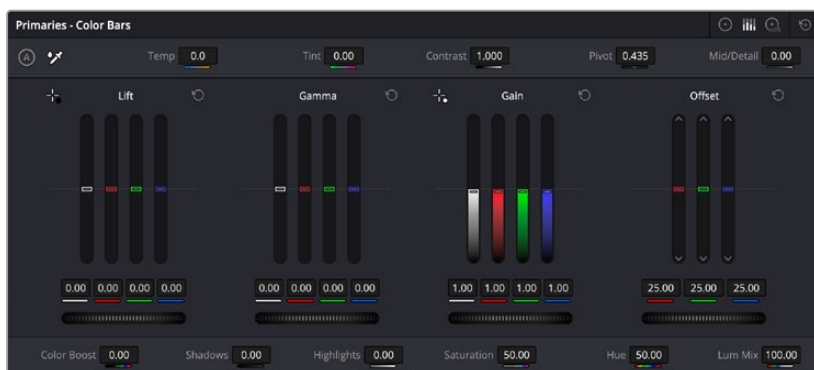 Primaries - Color Bars
A Temp 0.0 Tint 0.00 Contrast 1.000 Pivot 0.435 Mid/Detail 0.00
Lift Gamma Gain Offset
0.00 0.00 0.00 0.00 0.00 0.00 0.00 0.00 1.00 1.00 1.00 1.00 25.00 25.00 25.00
Color Boost 0.00 Shadows 0.00 Highlights 0.00 Saturation 50.00 Hue 50.00 Lum Mix 100.00